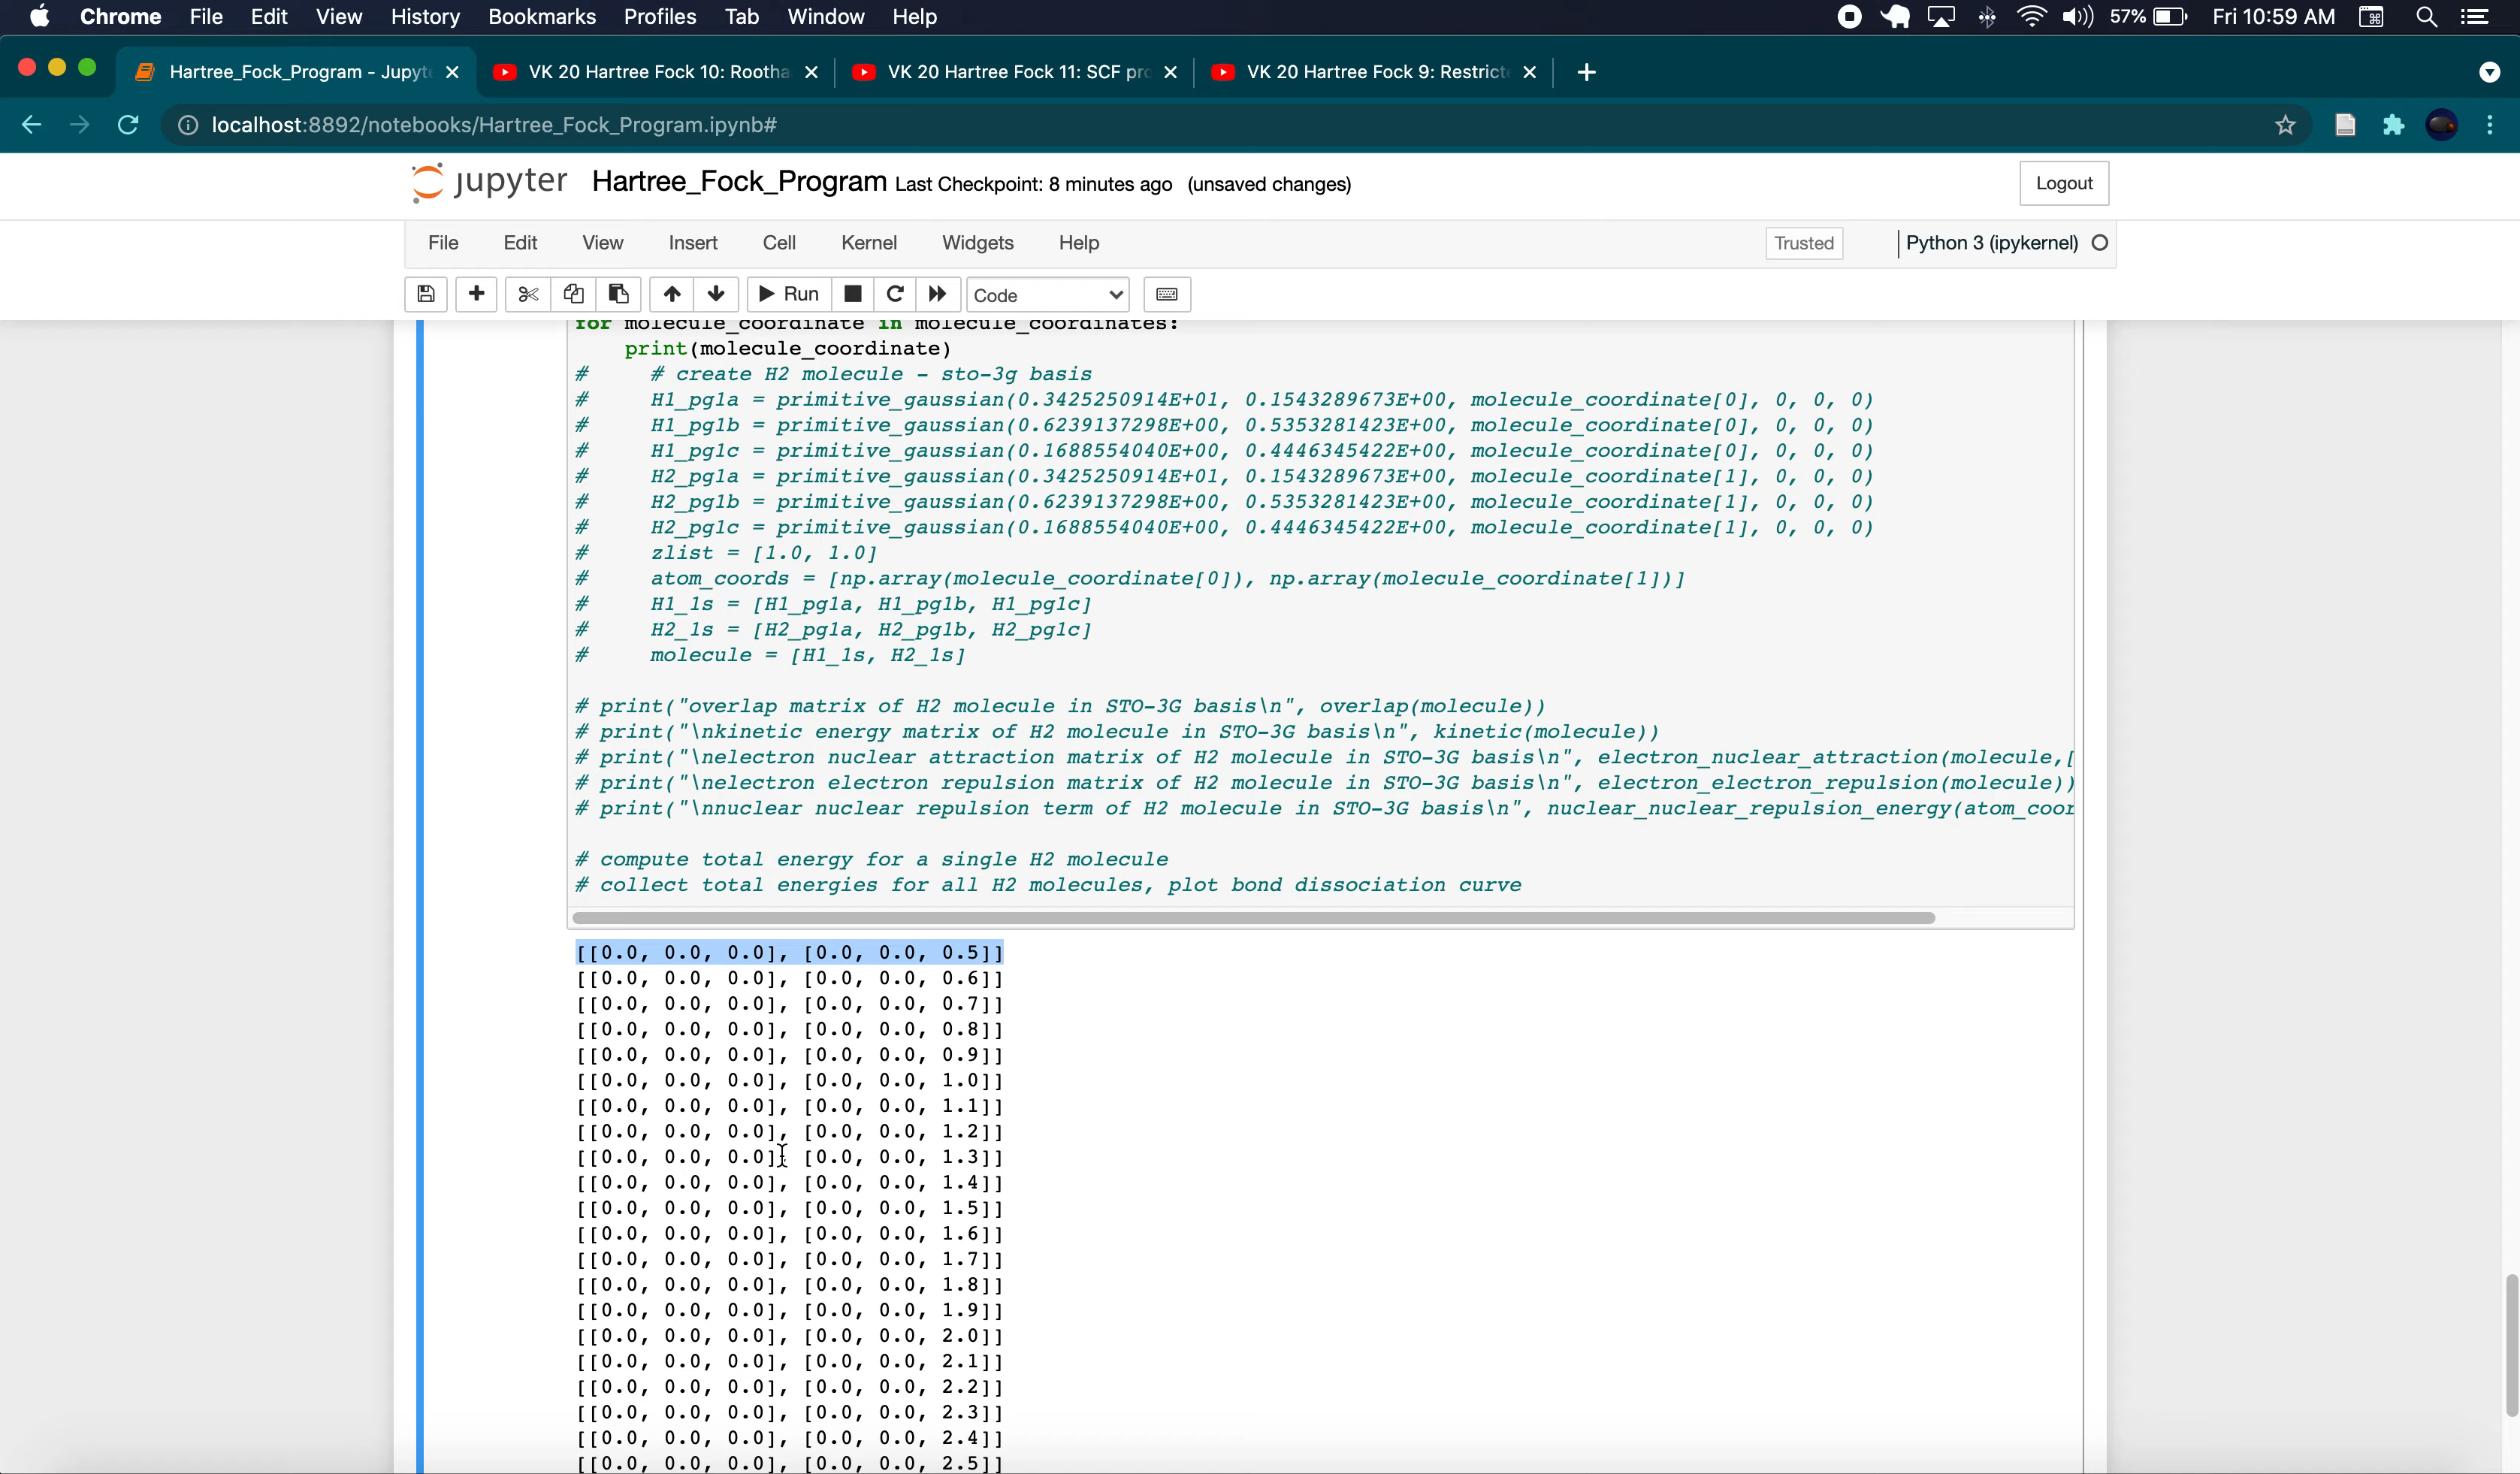 Chrome File Edit View History Bookmarks Profiles Tab Window Help 57% Fri 10:59 AM
Hartree_Fock_Program - Jupyt VK 20 Hartree Fock 10: Rootha VK 20 Hartree Fock 11: SCF pro VK 20 Hartree Fock 9: Restricte
localhost:8892/notebooks/Hartree_Fock_Program.ipynb#
jupyter Hartree_Fock_Program Last Checkpoint: 8 minutes ago (unsaved changes) Logout
File Edit View Insert Cell Kernel Widgets Help Trusted Python 3 (ipykernel)
Run Code
for molecule_coordinate in molecule_coordinates:
    print(molecule_coordinate)
#     # create H2 molecule - sto-3g basis
#     H1_pg1a = primitive_gaussian(0.3425250914E+01, 0.1543289673E+00, molecule_coordinate[0], 0, 0, 0)
#     H1_pg1b = primitive_gaussian(0.6239137298E+00, 0.5353281423E+00, molecule_coordinate[0], 0, 0, 0)
#     H1_pg1c = primitive_gaussian(0.1688554040E+00, 0.4446345422E+00, molecule_coordinate[0], 0, 0, 0)
#     H2_pg1a = primitive_gaussian(0.3425250914E+01, 0.1543289673E+00, molecule_coordinate[1], 0, 0, 0)
#     H2_pg1b = primitive_gaussian(0.6239137298E+00, 0.5353281423E+00, molecule_coordinate[1], 0, 0, 0)
#     H2_pg1c = primitive_gaussian(0.1688554040E+00, 0.4446345422E+00, molecule_coordinate[1], 0, 0, 0)
#     zlist = [1.0, 1.0]
#     atom_coords = [np.array(molecule_coordinate[0]), np.array(molecule_coordinate[1])]
#     H1_1s = [H1_pg1a, H1_pg1b, H1_pg1c]
#     H2_1s = [H2_pg1a, H2_pg1b, H2_pg1c]
#     molecule = [H1_1s, H2_1s]
# print("overlap matrix of H2 molecule in STO-3G basis\n", overlap(molecule))
# print("\nkinetic energy matrix of H2 molecule in STO-3G basis\n", kinetic(molecule))
# print("\nelectron nuclear attraction matrix of H2 molecule in STO-3G basis\n", electron_nuclear_attraction(molecule,[
# print("\nelectron electron repulsion matrix of H2 molecule in STO-3G basis\n", electron_electron_repulsion(molecule))
# print("\nnuclear nuclear repulsion term of H2 molecule in STO-3G basis\n", nuclear_nuclear_repulsion_energy(atom_coor
# compute total energy for a single H2 molecule
# collect total energies for all H2 molecules, plot bond dissociation curve
[[0.0, 0.0, 0.0], [0.0, 0.0, 0.5]]
[[0.0, 0.0, 0.0], [0.0, 0.0, 0.6]]
[[0.0, 0.0, 0.0], [0.0, 0.0, 0.7]]
[[0.0, 0.0, 0.0], [0.0, 0.0, 0.8]]
[[0.0, 0.0, 0.0], [0.0, 0.0, 0.9]]
[[0.0, 0.0, 0.0], [0.0, 0.0, 1.0]]
[[0.0, 0.0, 0.0], [0.0, 0.0, 1.1]]
[[0.0, 0.0, 0.0], [0.0, 0.0, 1.2]]
[[0.0, 0.0, 0.0], [0.0, 0.0, 1.3]]
[[0.0, 0.0, 0.0], [0.0, 0.0, 1.4]]
[[0.0, 0.0, 0.0], [0.0, 0.0, 1.5]]
[[0.0, 0.0, 0.0], [0.0, 0.0, 1.6]]
[[0.0, 0.0, 0.0], [0.0, 0.0, 1.7]]
[[0.0, 0.0, 0.0], [0.0, 0.0, 1.8]]
[[0.0, 0.0, 0.0], [0.0, 0.0, 1.9]]
[[0.0, 0.0, 0.0], [0.0, 0.0, 2.0]]
[[0.0, 0.0, 0.0], [0.0, 0.0, 2.1]]
[[0.0, 0.0, 0.0], [0.0, 0.0, 2.2]]
[[0.0, 0.0, 0.0], [0.0, 0.0, 2.3]]
[[0.0, 0.0, 0.0], [0.0, 0.0, 2.4]]
[[0.0, 0.0, 0.0], [0.0, 0.0, 2.5]]